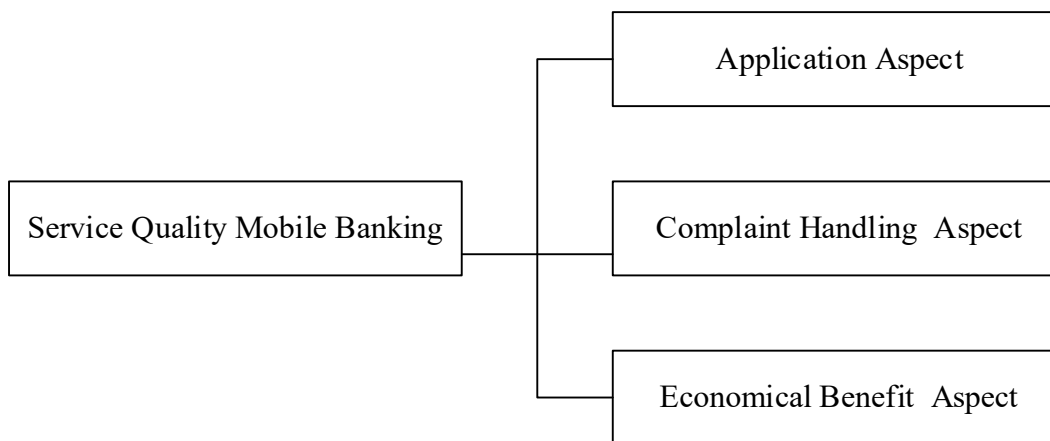 Application Aspect
Service Quality Mobile Banking
Complaint Handling  Aspect
Economical Benefit  Aspect